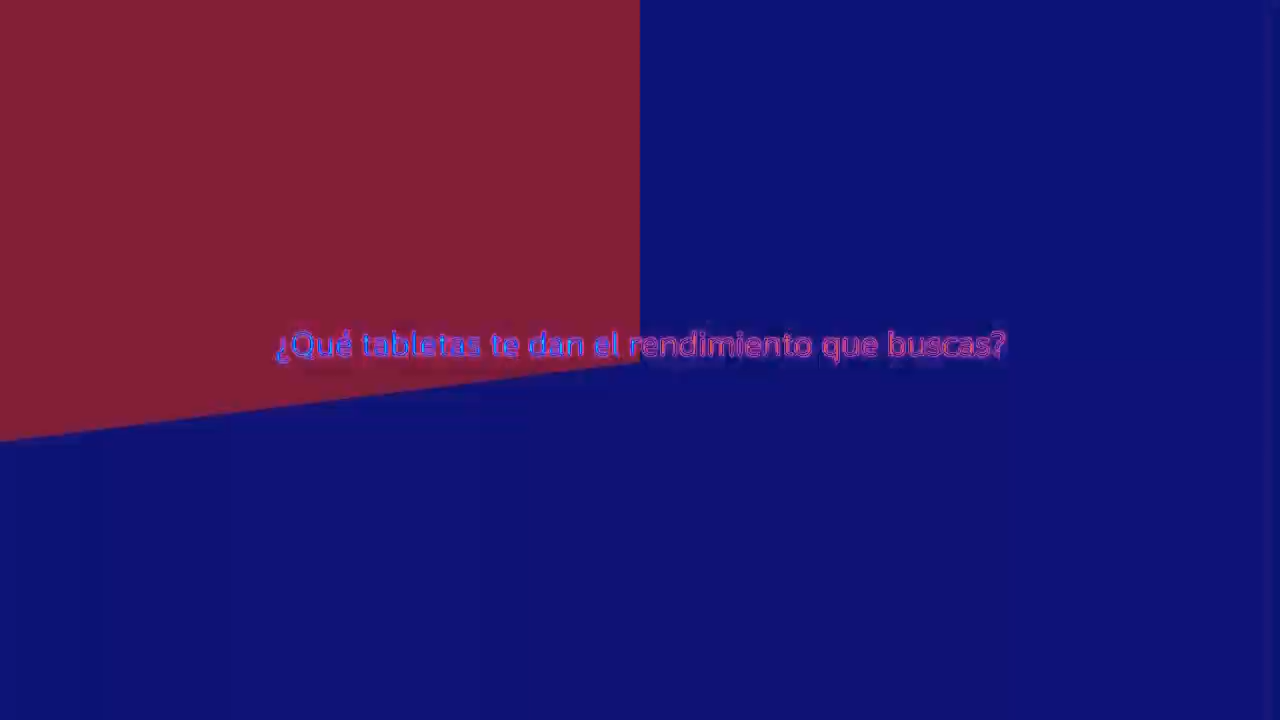 ¿Qué tabletas te dan el rendimiento que buscas?